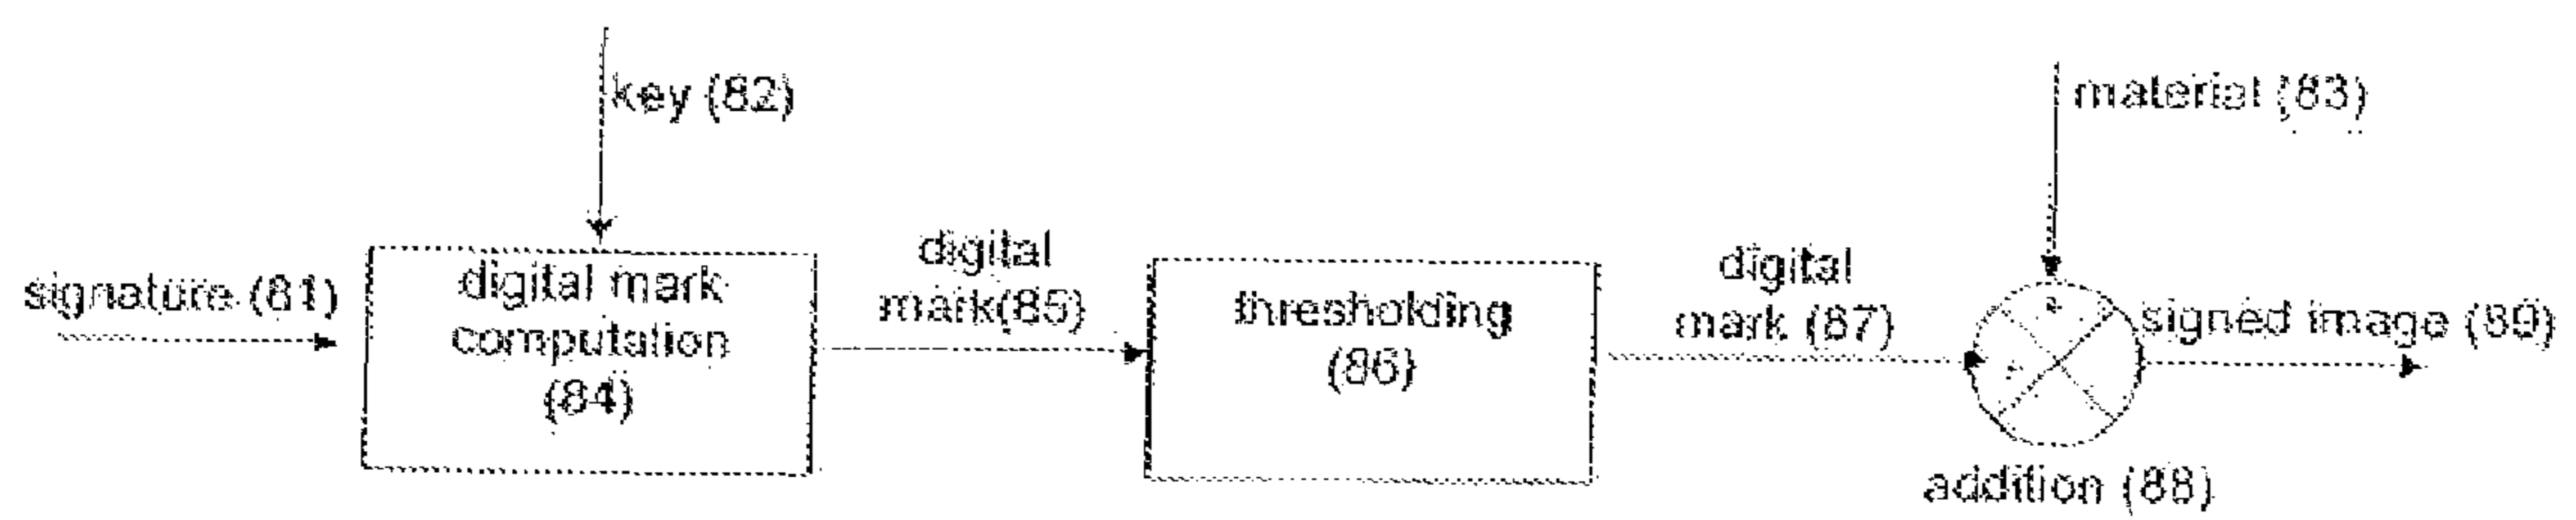 key (82)
material (83)
signature (81)
digital mark
computation
(84)
digital
mark(85)
thresholding
(86)
digital
mark (87)
signed image (89)
addition (88)